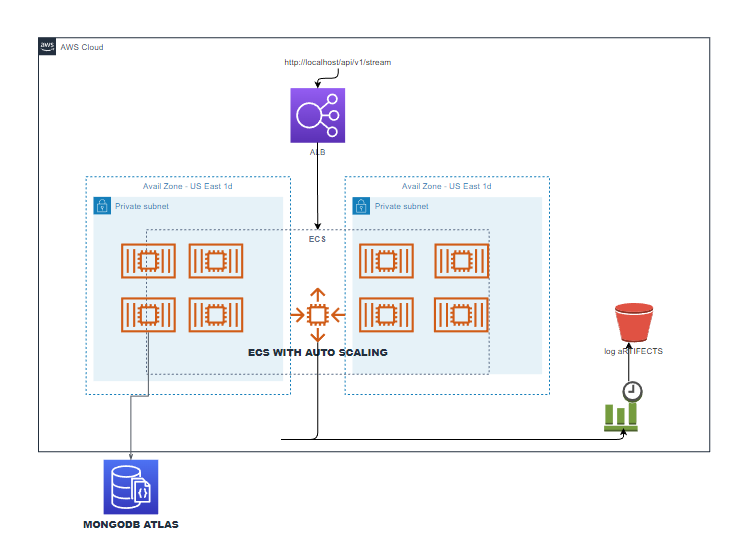 aws
AWS Cloud
http://localhost/api/v1/stream
ALB
Avail Zone - US East 1d
Avail Zone - US East 1d
Private subnet
Private subnet
ECS
ECS WITH AUTO SCALING
log aRTIFECTS
MONGODB ATLAS